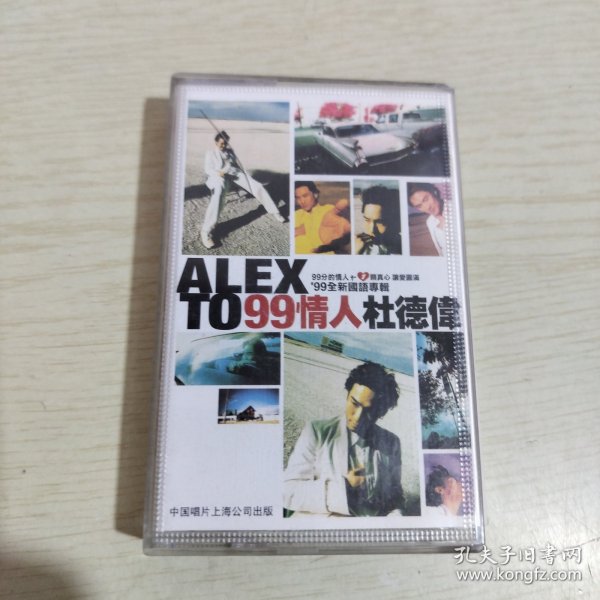 ALEX
TO
99分的情人+1顆真心 讓愛圓滿
'99全新國語專輯
99情人 杜德偉
中国唱片上海公司出版
孔夫子旧书网
www.kongfz.com